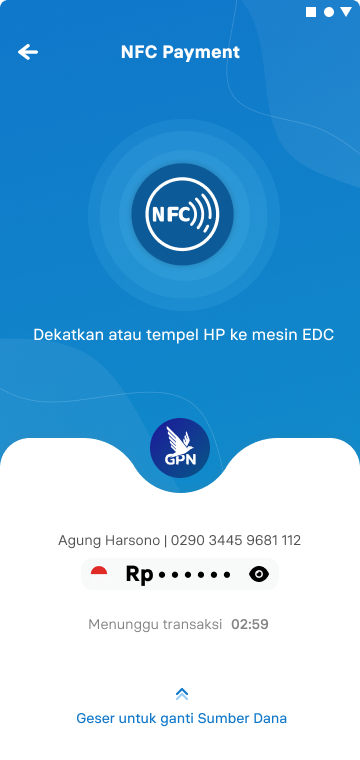 NFC Payment
NFC
Dekatkan atau tempel HP ke mesin EDC
GPN
Agung Harsono | 0290 3445 9681 112
Rp ••••••
Menunggu transaksi 02:59
Geser untuk ganti Sumber Dana